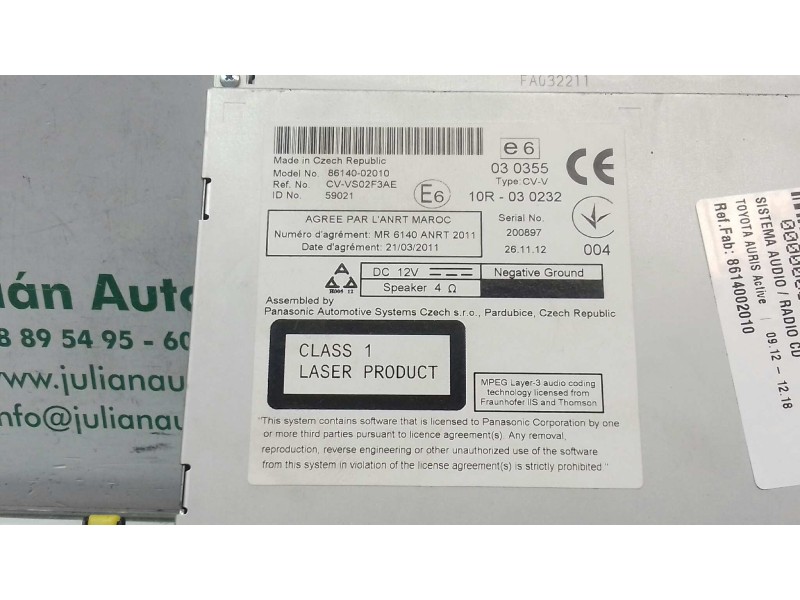 FA032211
Made in Czech Republic
Model No. 86140-02010
Ref. No. CV-VS02F3AE
ID No. 59021
e6
03 0355
Type:CV-V
CE
E6
10R - 03 0232
AGREE PAR L'ANRT MAROC
Numéro d'agrément: MR 6140 ANRT 2011
Date d'agrément: 21/03/2011
Serial No.
200897
26.11.12
004
DC 12V
Negative Ground
Speaker 4 Ω
Assembled by
Panasonic Automotive Systems Czech s.r.o., Pardubice, Czech Republic
CLASS 1
LASER PRODUCT
MPEG Layer-3 audio coding
technology licensed from
Fraunhofer IIS and Thomson
"This system contains software that is licensed to Panasonic Corporation by one
or more third parties pursuant to licence agreement(s). Any removal,
reproduction, reverse engineering or other unauthorized use of the software
from this system in violation of the license agreement(s) is strictly prohibited"
ián Auto
8 89 54 95 - 60
www.julianau
nfo@julianau
SISTEMA AUDIO / RADIO CD
TOYOTA AURIS Active | 09.12 - 12.18
Ref.Fab: 8614002010